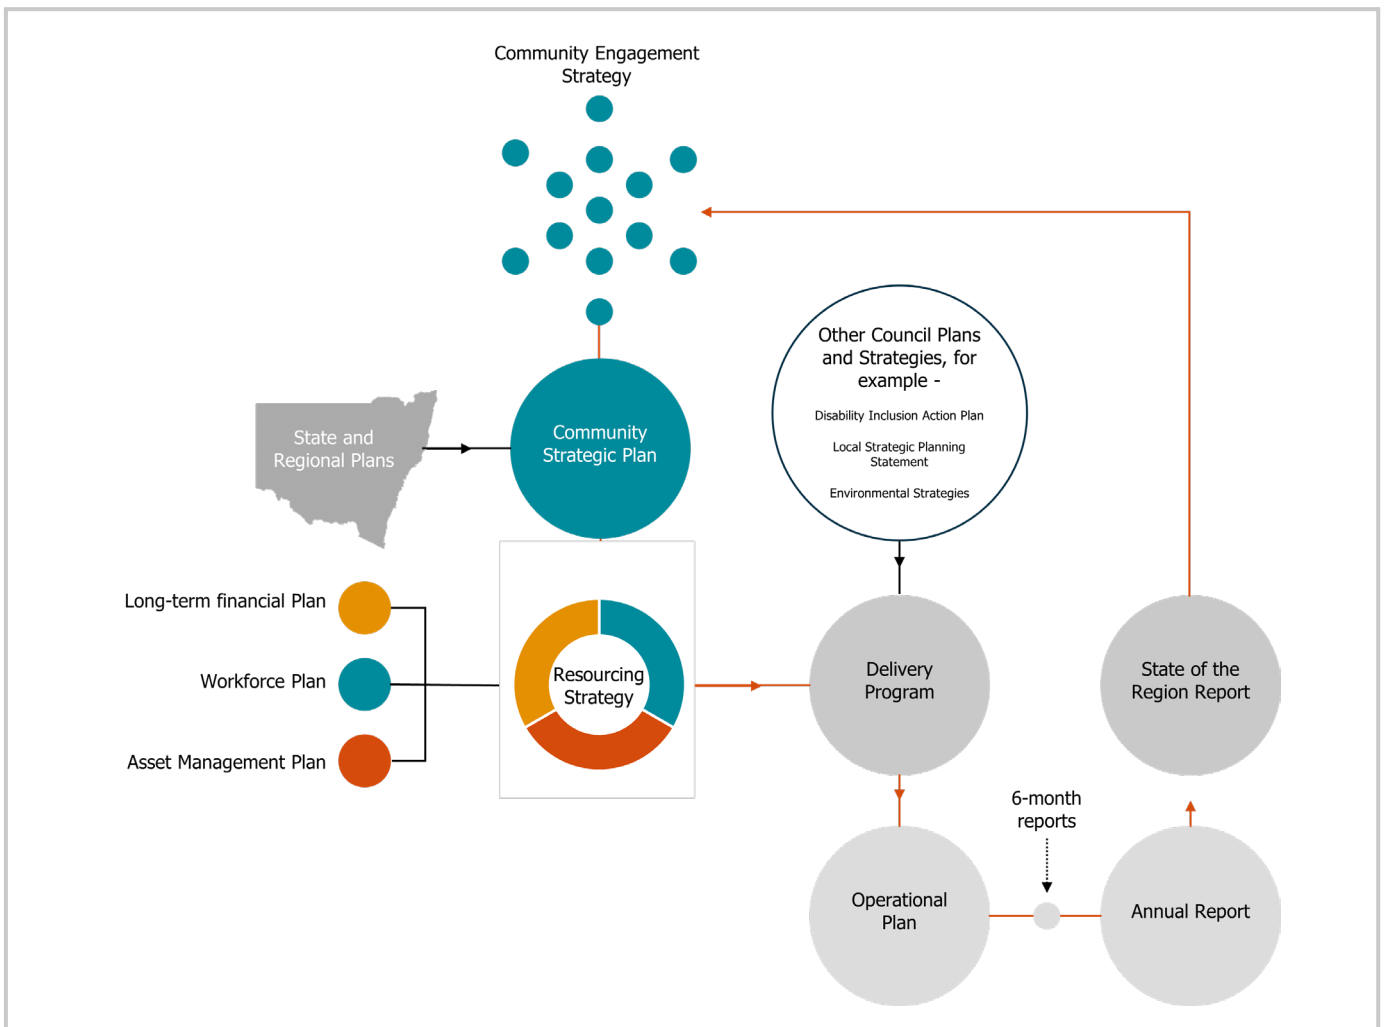 Community Engagement
Strategy
Other Council Plans
and Strategies, for
example -
Disability Inclusion Action Plan
Local Strategic Planning
Statement
Environmental Strategies
State and
Regional Plans
Community
Strategic Plan
Long-term financial Plan
Workforce Plan
Asset Management Plan
Resourcing
Strategy
Delivery
Program
State of the
Region Report
6-month
reports
Operational
Plan
Annual Report